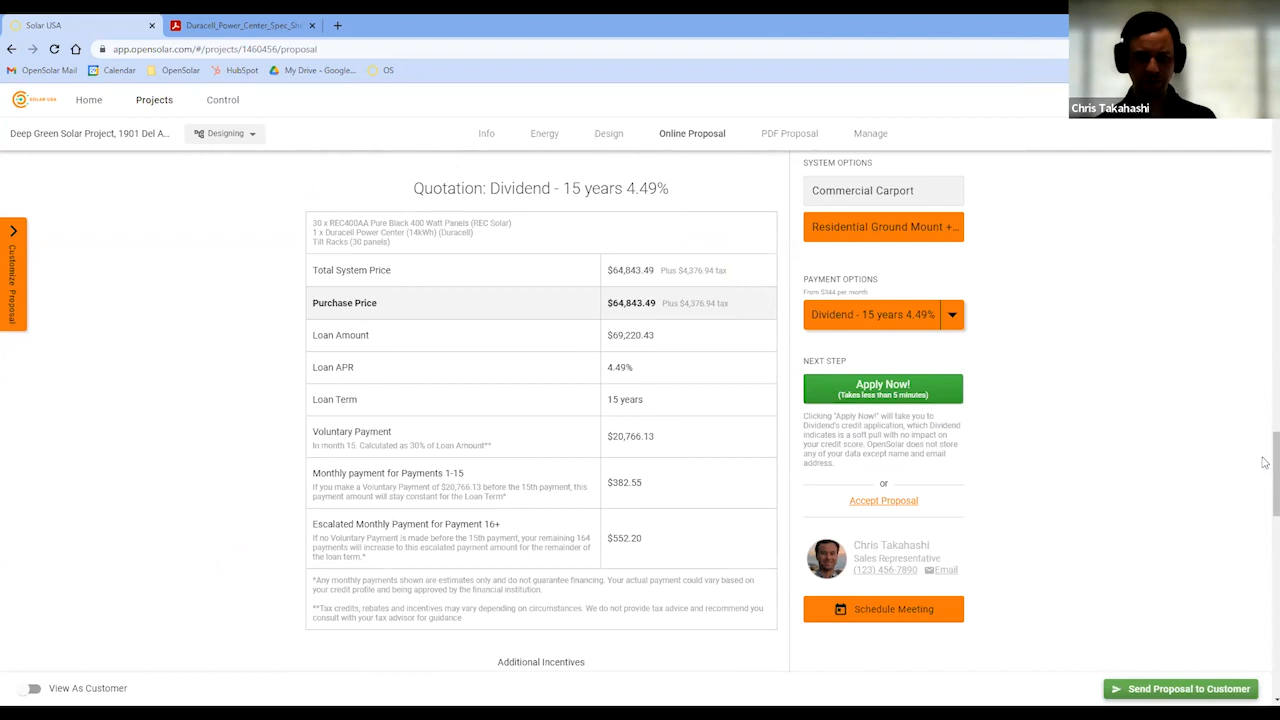 Solar USA
Duracell_Power_Center_Spec_She
app.opensolar.com/#/projects/1460456/proposal
OpenSolar Mail
Calendar
OpenSolar
HubSpot
My Drive - Google...
OS
Chris Takahashi
SOLAR USA
Home
Projects
Control
Deep Green Solar Project, 1901 Del A...
Designing
Info
Energy
Design
Online Proposal
PDF Proposal
Manage
Customize Proposal
Quotation: Dividend - 15 years 4.49%
30 x REC400AA Pure Black 400 Watt Panels (REC Solar)
1 x Duracell Power Center (14kWh) (Duracell)
Tilt Racks (30 panels)
Total System Price
$64,843.49 Plus $4,376.94 tax
Purchase Price
$64,843.49 Plus $4,376.94 tax
Loan Amount
$69,220.43
Loan APR
4.49%
Loan Term
15 years
Voluntary Payment
In month 15. Calculated as 30% of Loan Amount**
$20,766.13
Monthly payment for Payments 1-15
If you make a Voluntary Payment of $20,766.13 before the 15th payment, this
payment amount will stay constant for the Loan Term*
$382.55
Escalated Monthly Payment for Payment 16+
If no Voluntary Payment is made before the 15th payment, your remaining 164
payments will increase to this escalated payment amount for the remainder of
the loan term.*
$552.20
*Any monthly payments shown are estimates only and do not guarantee financing. Your actual payment could vary based on
your credit profile and being approved by the financial institution.
**Tax credits, rebates and incentives may vary depending on circumstances. We do not provide tax advice and recommend you
consult with your tax advisor for guidance
Additional Incentives
SYSTEM OPTIONS
Commercial Carport
Residential Ground Mount +...
PAYMENT OPTIONS
From $344 per month
Dividend - 15 years 4.49%
NEXT STEP
Apply Now!
(Takes less than 5 minutes)
Clicking "Apply Now!" will take you to
Dividend's credit application, which Dividend
indicates is a soft pull with no impact on
your credit score. OpenSolar does not store
any of your data except name and email
address.
or
Accept Proposal
Chris Takahashi
Sales Representative
(123) 456-7890 Email
Schedule Meeting
View As Customer
Send Proposal to Customer